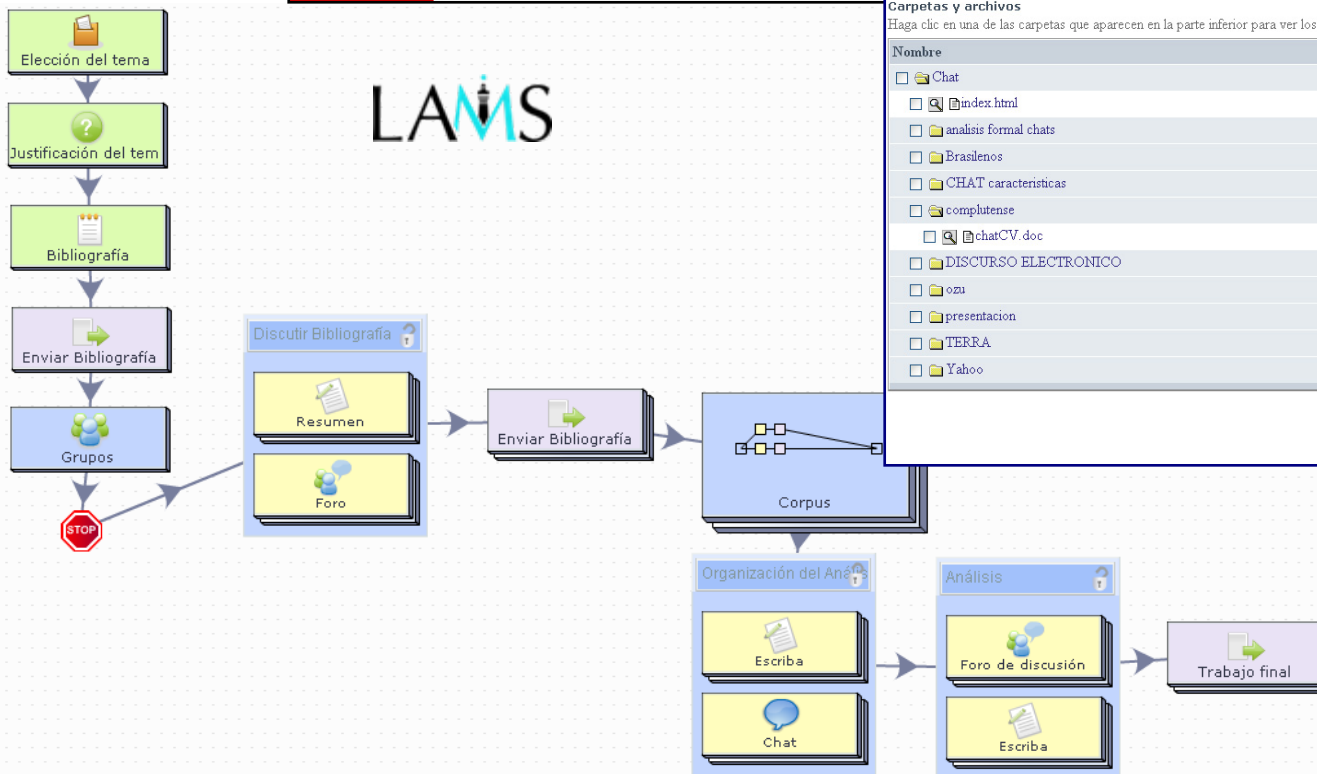 Elección del tema
Justificación del tem
Bibliografía
Enviar Bibliografía
Grupos
STOP
LAMS
Discutir Bibliografía
Resumen
Foro
Enviar Bibliografía
Corpus
Organización del Anális
Escriba
Chat
Análisis
Foro de discusión
Escriba
Trabajo final
Carpetas y archivos
Haga clic en una de las carpetas que aparecen en la parte inferior para ver los
Nombre
Chat
index.html
analisis formal chats
Brasilenos
CHAT caracteristicas
complutense
chatCV.doc
DISCURSO ELECTRONICO
ozu
presentacion
TERRA
Yahoo